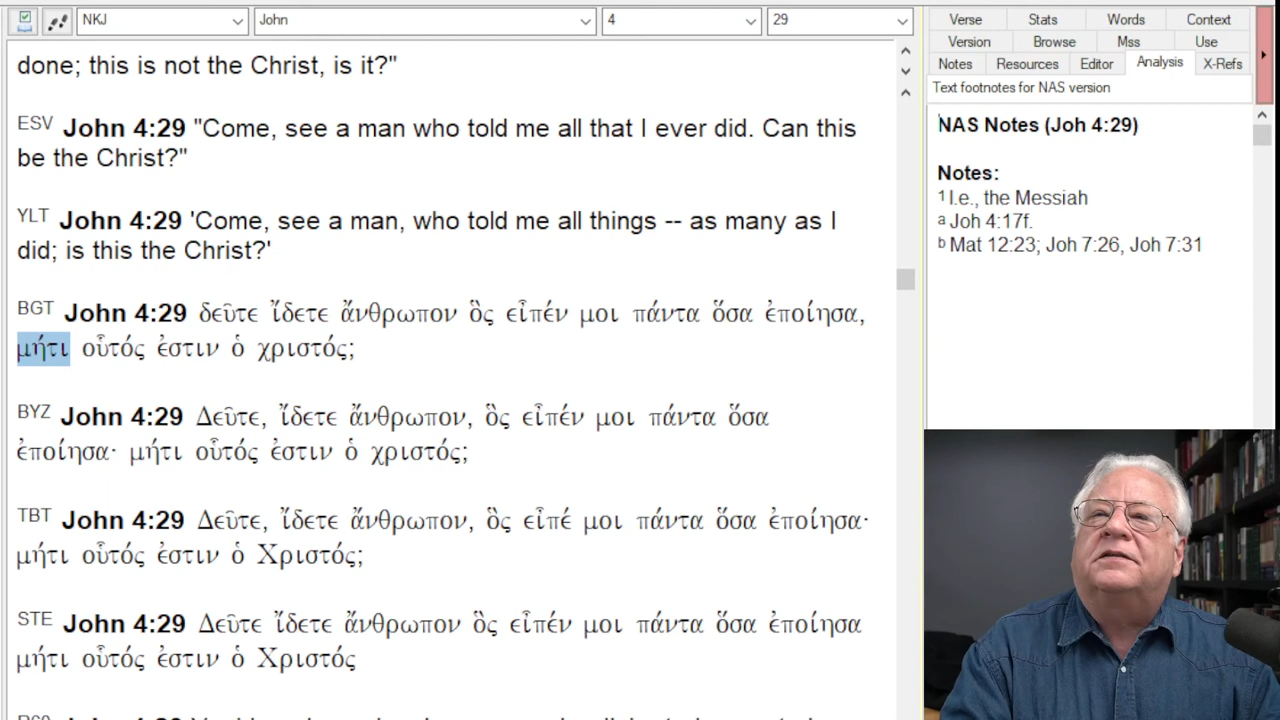 NKJ John 4 29
done; this is not the Christ, is it?"
ESV John 4:29 "Come, see a man who told me all that I ever did. Can this
be the Christ?"
YLT John 4:29 'Come, see a man, who told me all things -- as many as I
did; is this the Christ?'
BGT John 4:29 δεῦτε ἴδετε ἄνθρωπον ὃς εἶπέν μοι πάντα ὅσα ἐποίησα,
μήτι οὗτός ἐστιν ὁ χριστός;
BYZ John 4:29 Δεῦτε, ἴδετε ἄνθρωπον, ὃς εἶπέν μοι πάντα ὅσα
ἐποίησα· μήτι οὗτός ἐστιν ὁ χριστός;
TBT John 4:29 Δεῦτε, ἴδετε ἄνθρωπον, ὃς εἶπέ μοι πάντα ὅσα ἐποίησα·
μήτι οὗτός ἐστιν ὁ Χριστός;
STE John 4:29 Δεῦτε ἴδετε ἄνθρωπον ὃς εἶπέν μοι πάντα ὅσα ἐποίησα
μήτι οὗτός ἐστιν ὁ Χριστός
Verse Stats Words Context
Version Browse Mss Use
Notes Resources Editor Analysis X-Refs
Text footnotes for NAS version
NAS Notes (Joh 4:29)
Notes:
1 I.e., the Messiah
a Joh 4:17f.
b Mat 12:23; Joh 7:26, Joh 7:31